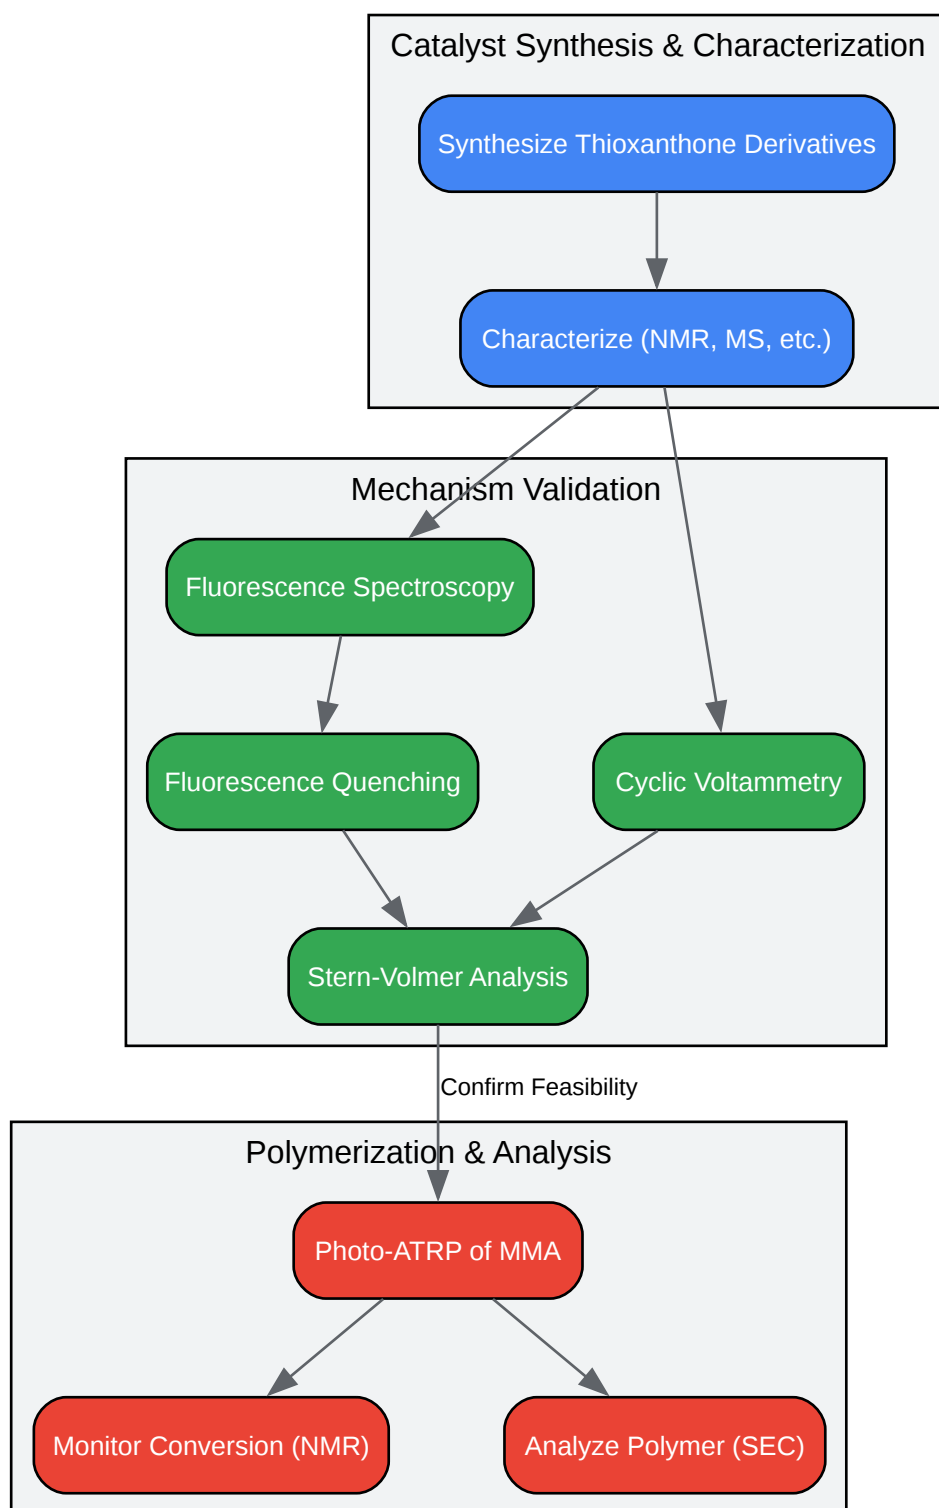 Catalyst Synthesis & Characterization
Synthesize Thioxanthone Derivatives
Characterize (NMR, MS, etc.)
Mechanism Validation
Fluorescence Spectroscopy
Fluorescence Quenching
Cyclic Voltammetry
Stern-Volmer Analysis
Confirm Feasibility
Polymerization & Analysis
Photo-ATRP of MMA
Monitor Conversion (NMR)
Analyze Polymer (SEC)